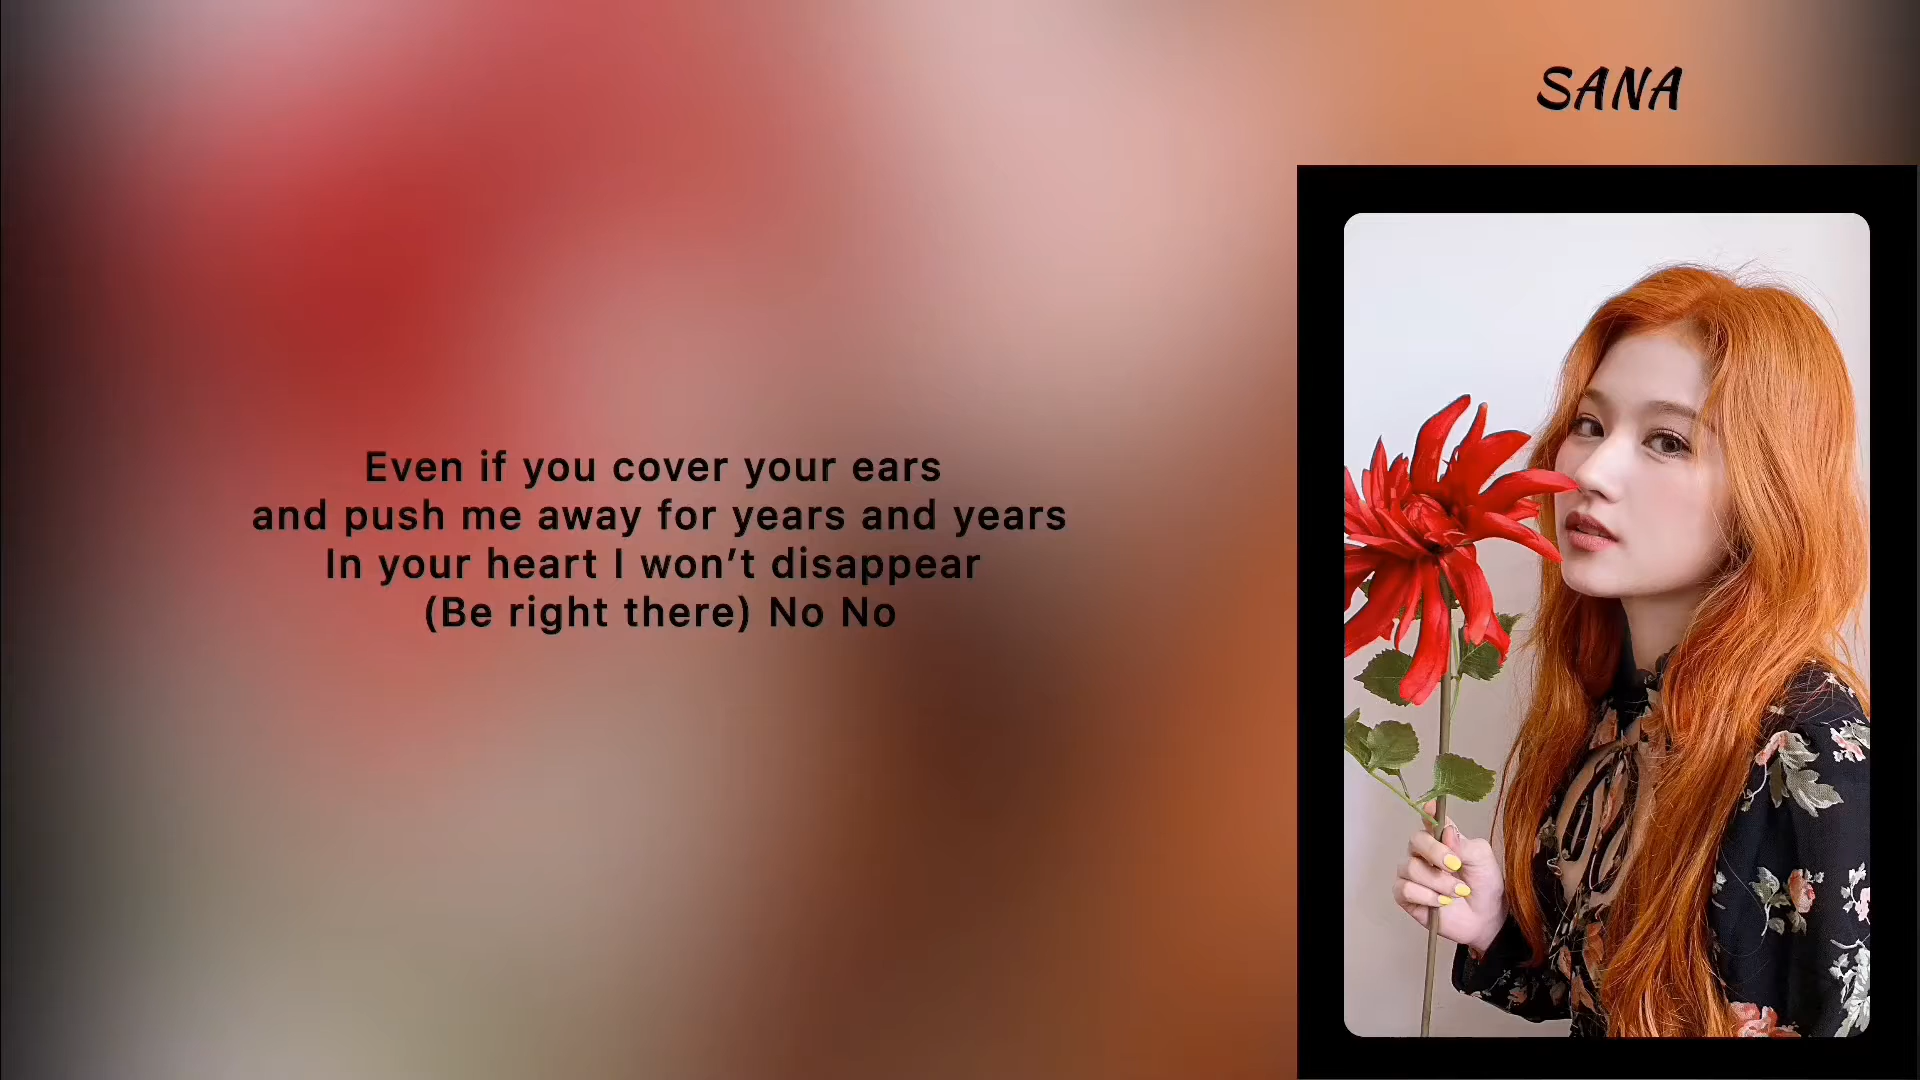 SANA
Even if you cover your ears
and push me away for years and years
In your heart I won’t disappear
(Be right there) No No